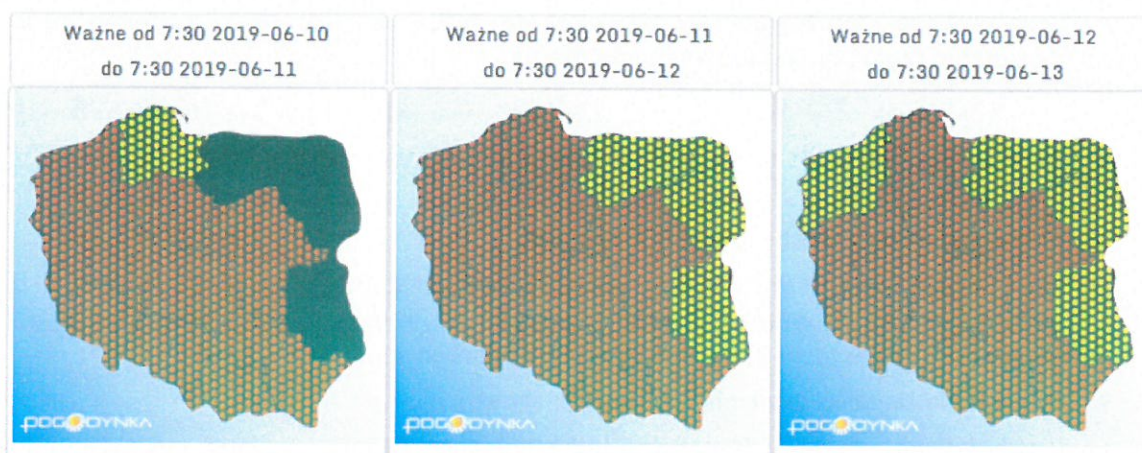 Ważne od 7:30 2019-06-10
do 7:30 2019-06-11
Ważne od 7:30 2019-06-11
do 7:30 2019-06-12
Ważne od 7:30 2019-06-12
do 7:30 2019-06-13
POGODYNKA
POGODYNKA
POGODYNKA